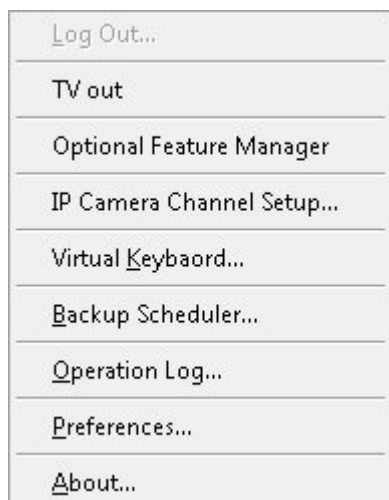 Log Out...
TV out
Optional Feature Manager
IP Camera Channel Setup...
Virtual Keybaord...
Backup Scheduler...
Operation Log...
Preferences...
About...